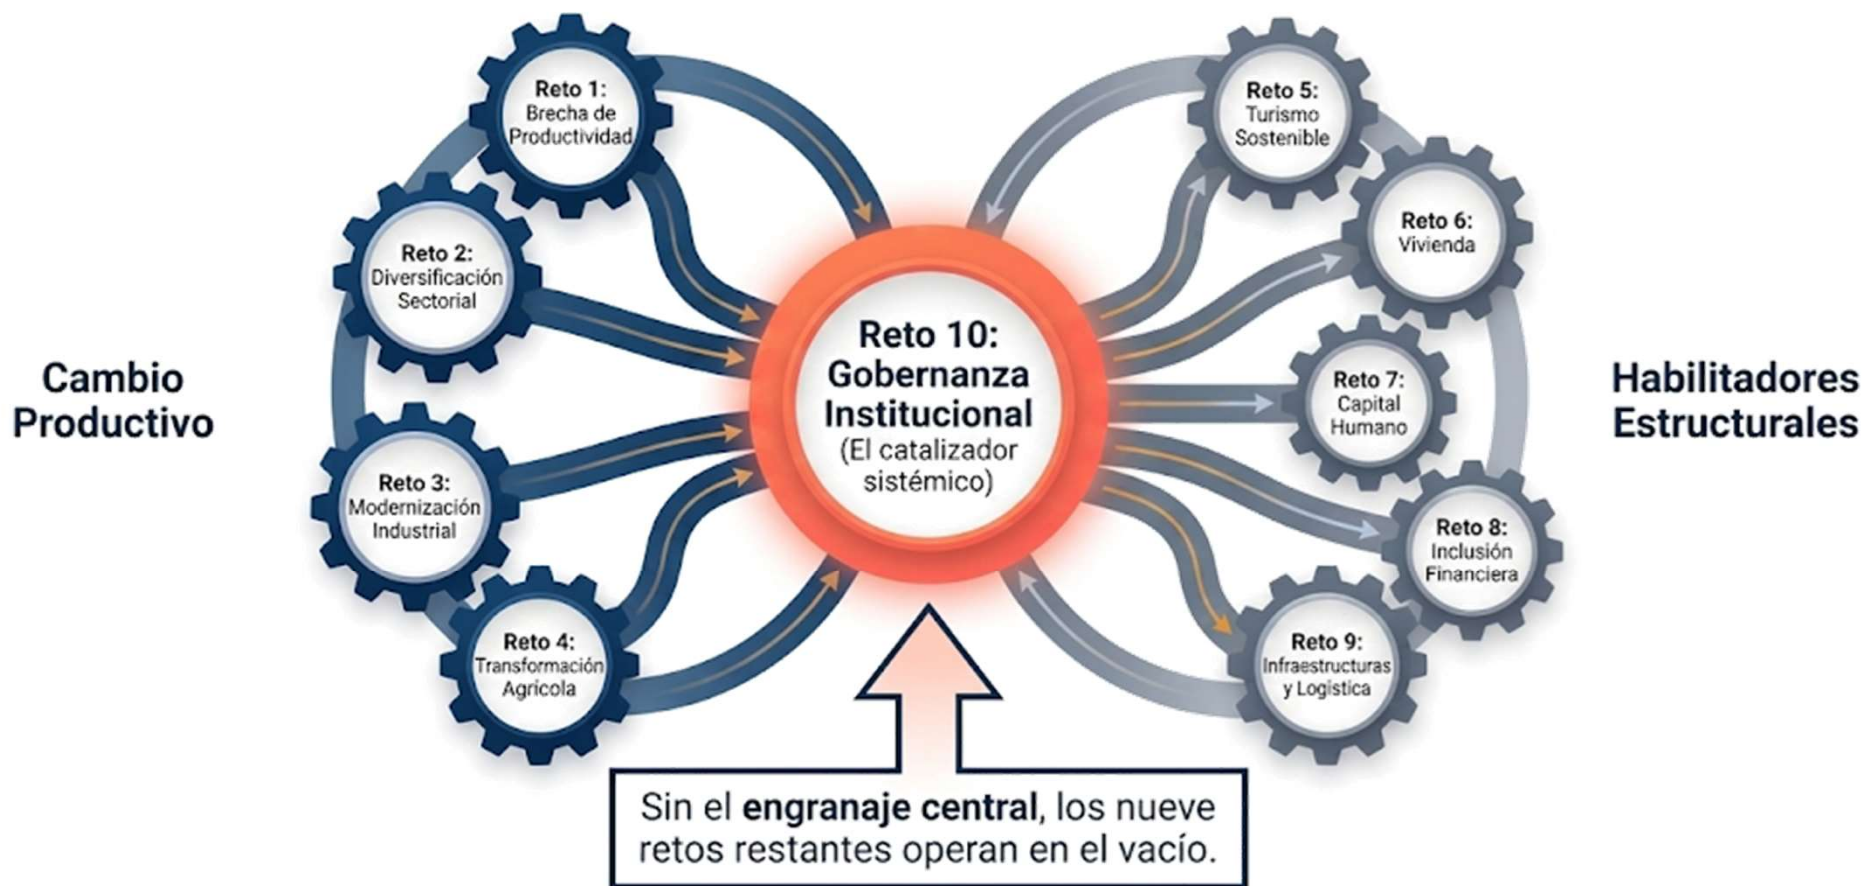 Cambio
Productivo
Reto 1:
Brecha de
Productividad
Reto 2:
Diversificación
Sectorial
Reto 3:
Modernización
Industrial
Reto 4:
Transformación
Agrícola
Reto 10:
Gobernanza
Institucional
(El catalizador
sistémico)
Reto 5:
Turismo
Sostenible
Reto 6:
Vivienda
Reto 7:
Capital
Humano
Reto 8:
Inclusión
Financiera
Reto 9:
Infraestructuras
y Logística
Habilitadores
Estructurales
Sin el engranaje central, los nueve
retos restantes operan en el vacío.